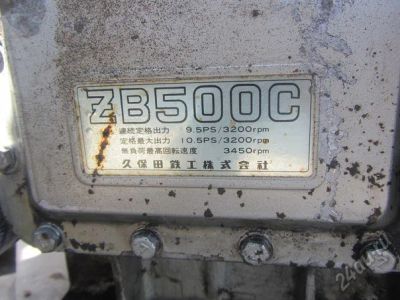 ZB500C
連続定格出力 9.5PS/3200rpm
定格最大出力 10.5PS/3200rpm
無負荷最高回転速度 3450rpm
久保田鉄工株式会社